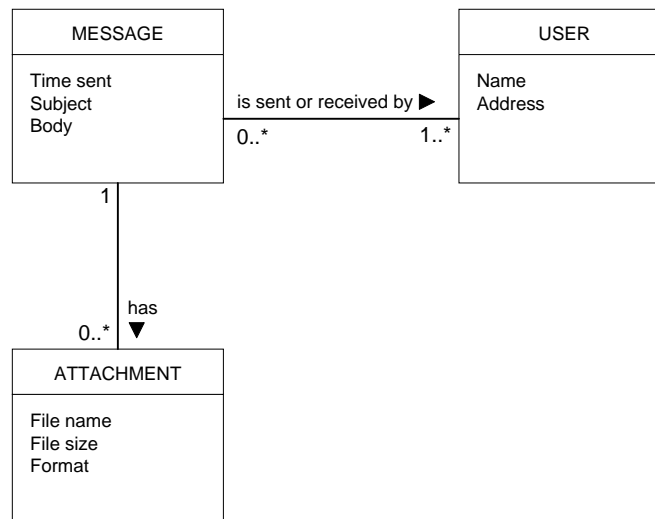 MESSAGE
Time sent
Subject
Body
is sent or received by ▶
0..*
1..*
USER
Name
Address
1
has
▼
0..*
ATTACHMENT
File name
File size
Format